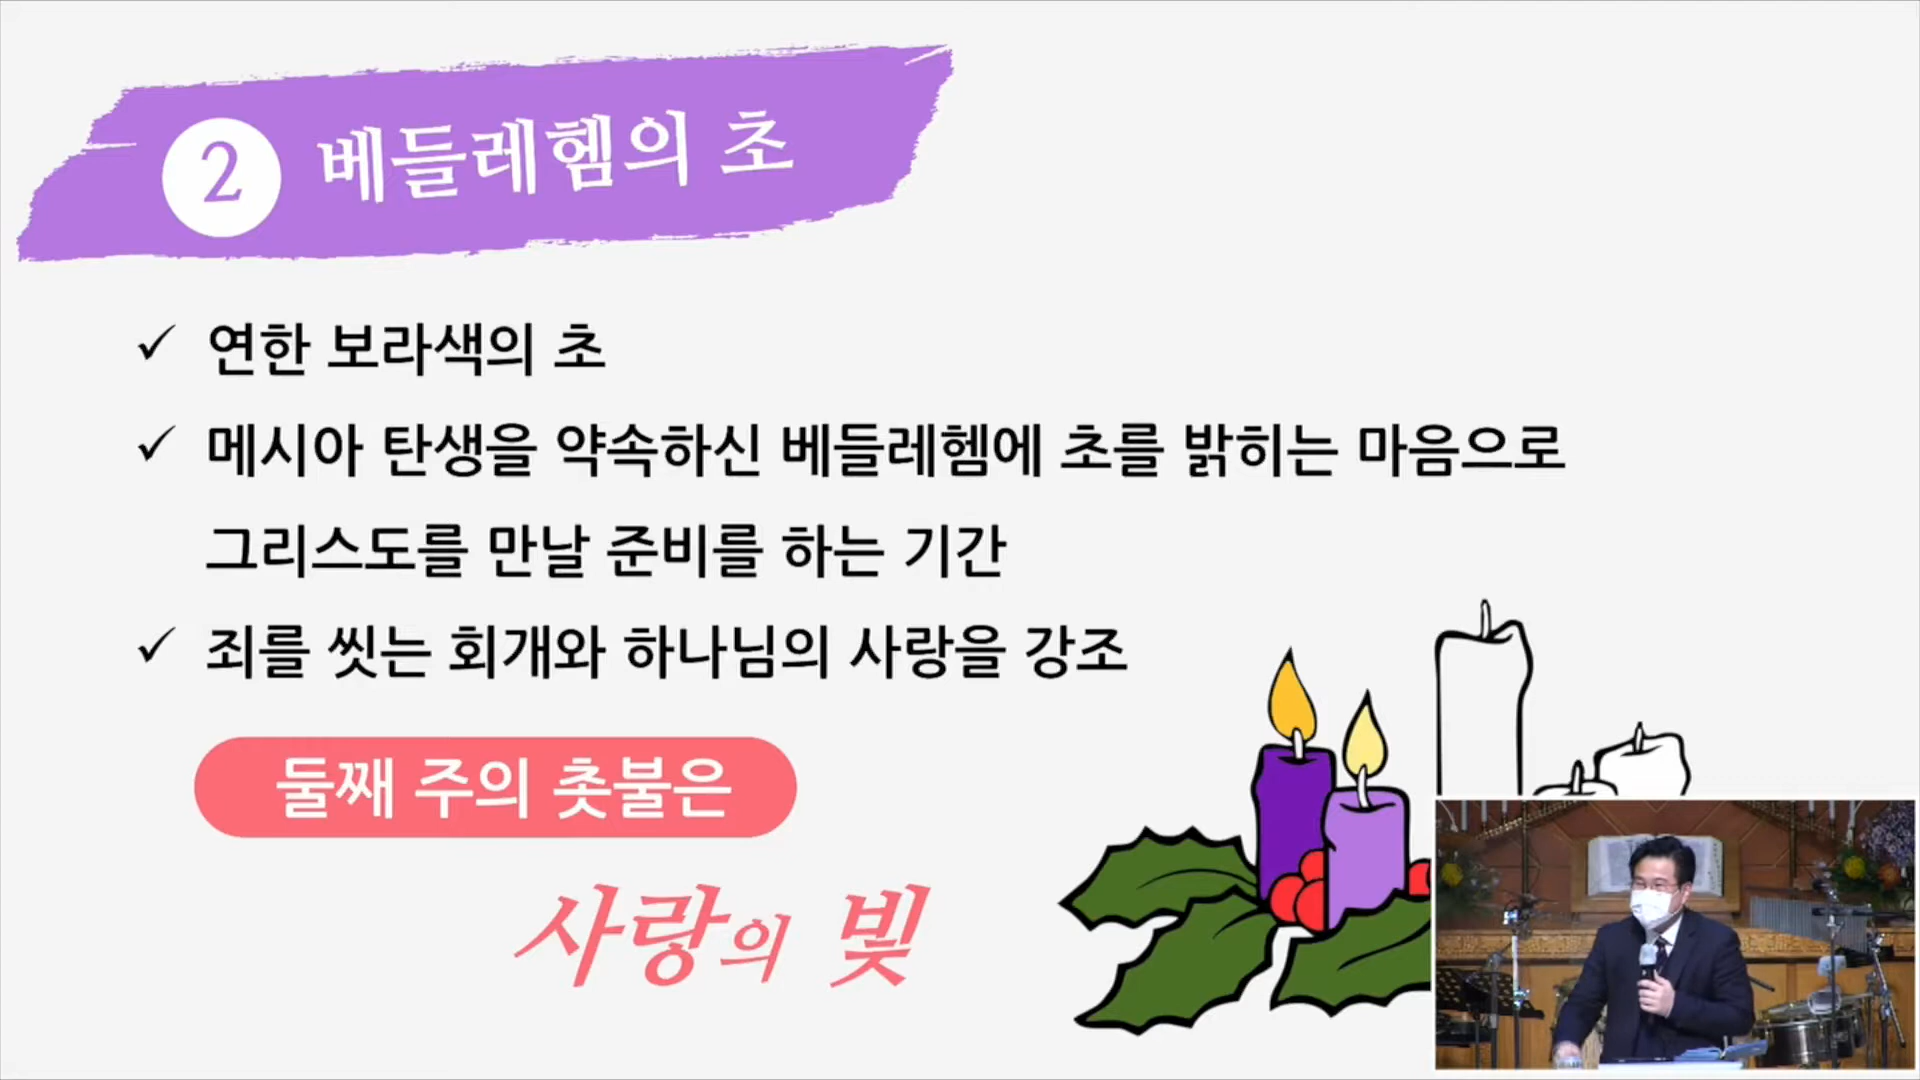 2 베들레헴의 초
✓ 연한 보라색의 초
✓ 메시아 탄생을 약속하신 베들레헴에 초를 밝히는 마음으로
그리스도를 만날 준비를 하는 기간
✓ 죄를 씻는 회개와 하나님의 사랑을 강조
둘째 주의 촛불은
사랑의 빛